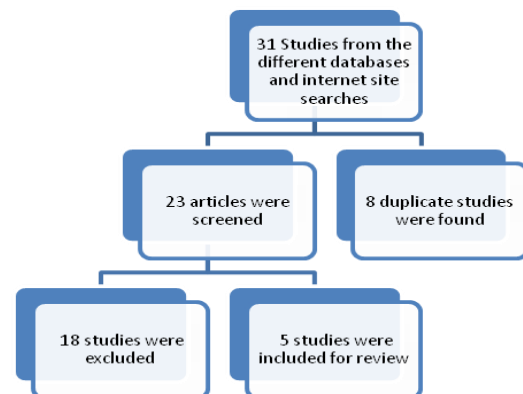 31 Studies from the
different databases
and internet site
searches
23 articles were
screened
8 duplicate studies
were found
18 studies were
excluded
5 studies were
included for review